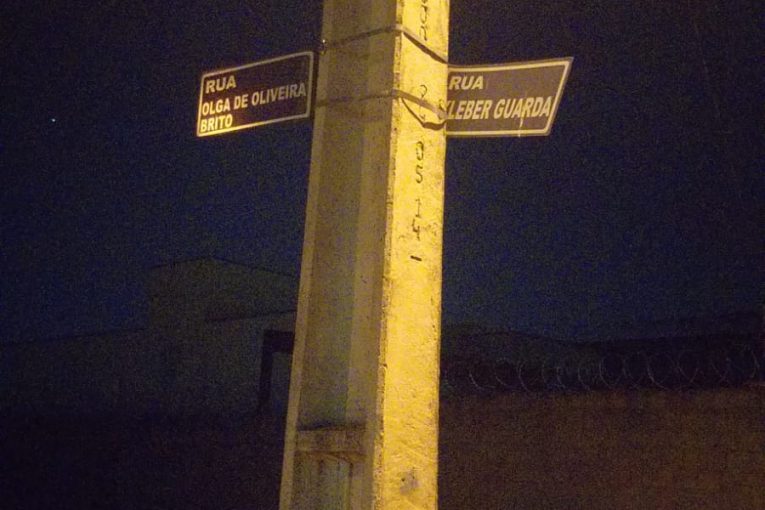 RUA
OLGA DE OLIVEIRA
BRITO
RUA
KLEBER GUARDA